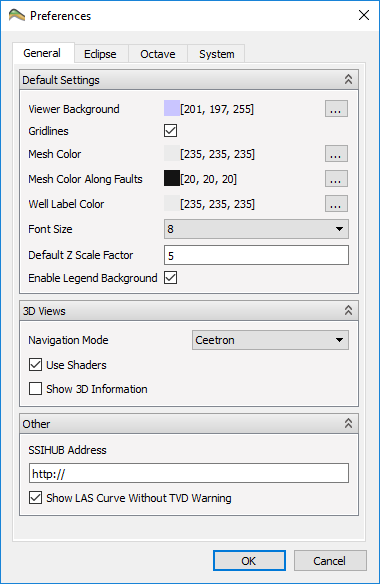 Preferences
General Eclipse Octave System
Default Settings
Viewer Background [201, 197, 255] ...
Gridlines
Mesh Color [235, 235, 235] ...
Mesh Color Along Faults [20, 20, 20] ...
Well Label Color [235, 235, 235] ...
Font Size 8
Default Z Scale Factor 5
Enable Legend Background
3D Views
Navigation Mode Ceetron
Use Shaders
Show 3D Information
Other
SSIHUB Address
http://
Show LAS Curve Without TVD Warning
OK Cancel